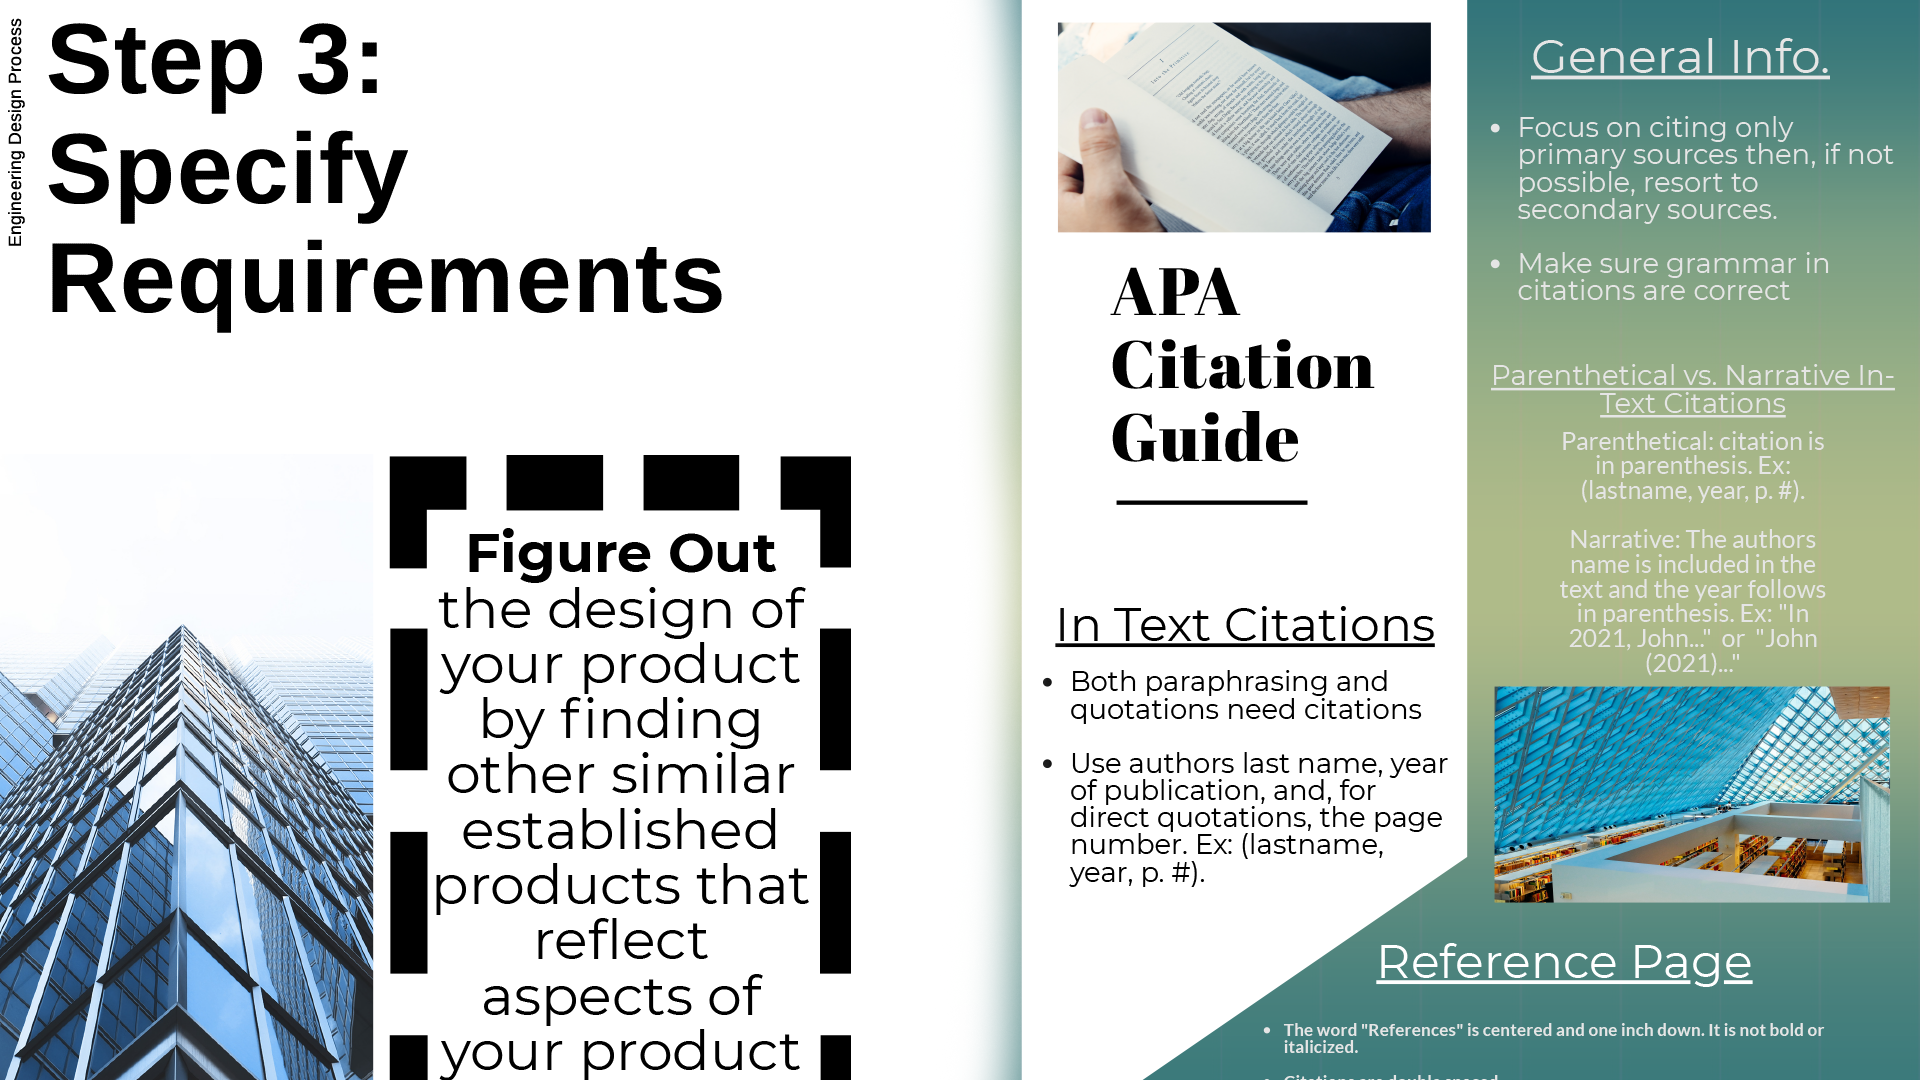 Engineering Design Process
Step 3:
Specify
Requirements
Figure Out
the design of
your product
by finding
other similar
established
products that
reflect
aspects of
your product
APA
Citation
Guide
In Text Citations
• Both paraphrasing and
quotations need citations
• Use authors last name, year
of publication, and, for
direct quotations, the page
number. Ex: (lastname,
year, p. #).
General Info.
• Focus on citing only
primary sources then, if not
possible, resort to
secondary sources.
• Make sure grammar in
citations are correct
Parenthetical vs. Narrative In-
Text Citations
Parenthetical: citation is
in parenthesis. Ex:
(lastname, year, p. #).
Narrative: The authors
name is included in the
text and the year follows
in parenthesis. Ex: "In
2021, John..." or "John
(2021)..."
Reference Page
• The word "References" is centered and one inch down. It is not bold or
italicized.
• Citations are double spaced